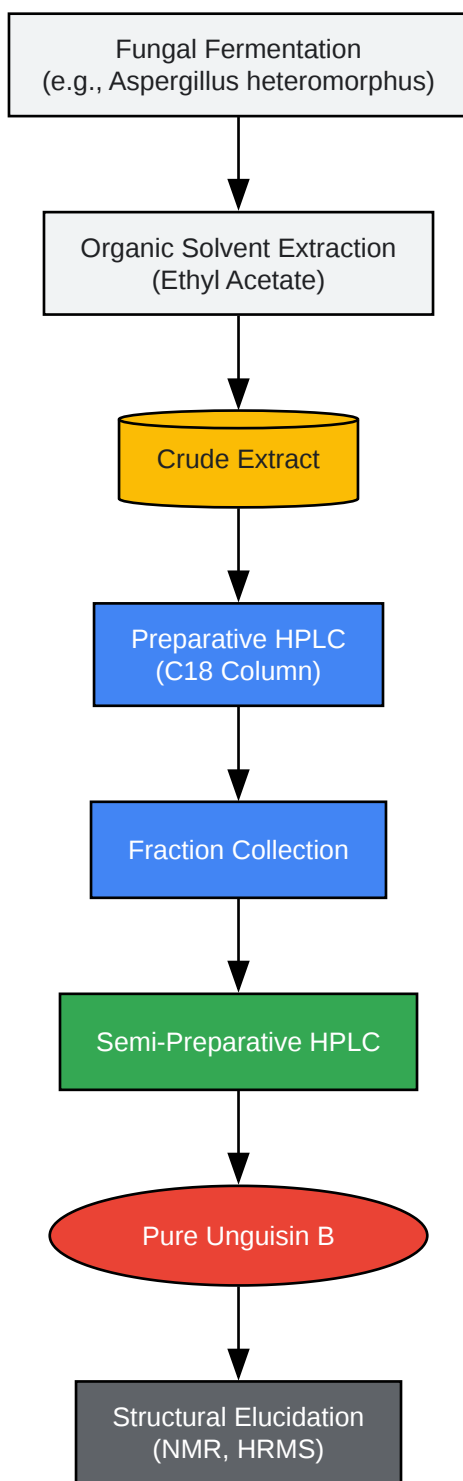 Fungal Fermentation
(e.g., Aspergillus heteromorphus)
Organic Solvent Extraction
(Ethyl Acetate)
Crude Extract
Preparative HPLC
(C18 Column)
Fraction Collection
Semi-Preparative HPLC
Pure Unguisin B
Structural Elucidation
(NMR, HRMS)